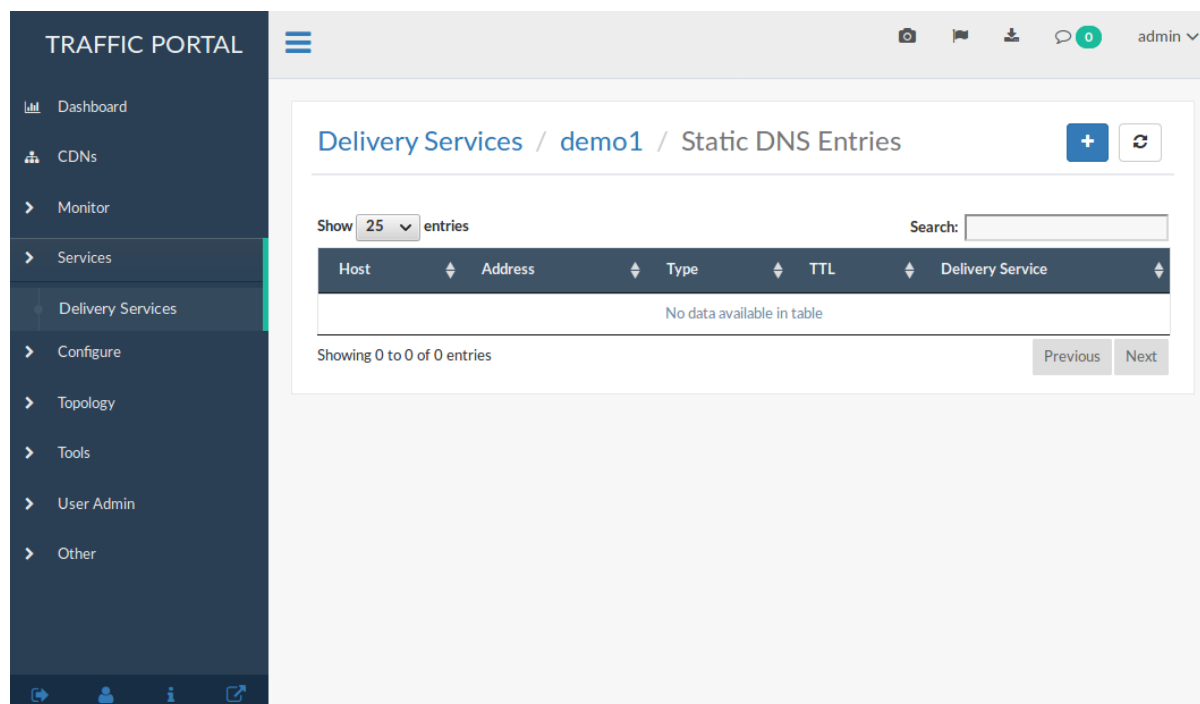 TRAFFIC PORTAL
0
admin
Dashboard
CDNs
Monitor
Services
Delivery Services
Configure
Topology
Tools
User Admin
Other
Delivery Services / demo1 / Static DNS Entries
Show 25 entries
Search:
Host Address Type TTL Delivery Service
No data available in table
Showing 0 to 0 of 0 entries
Previous Next